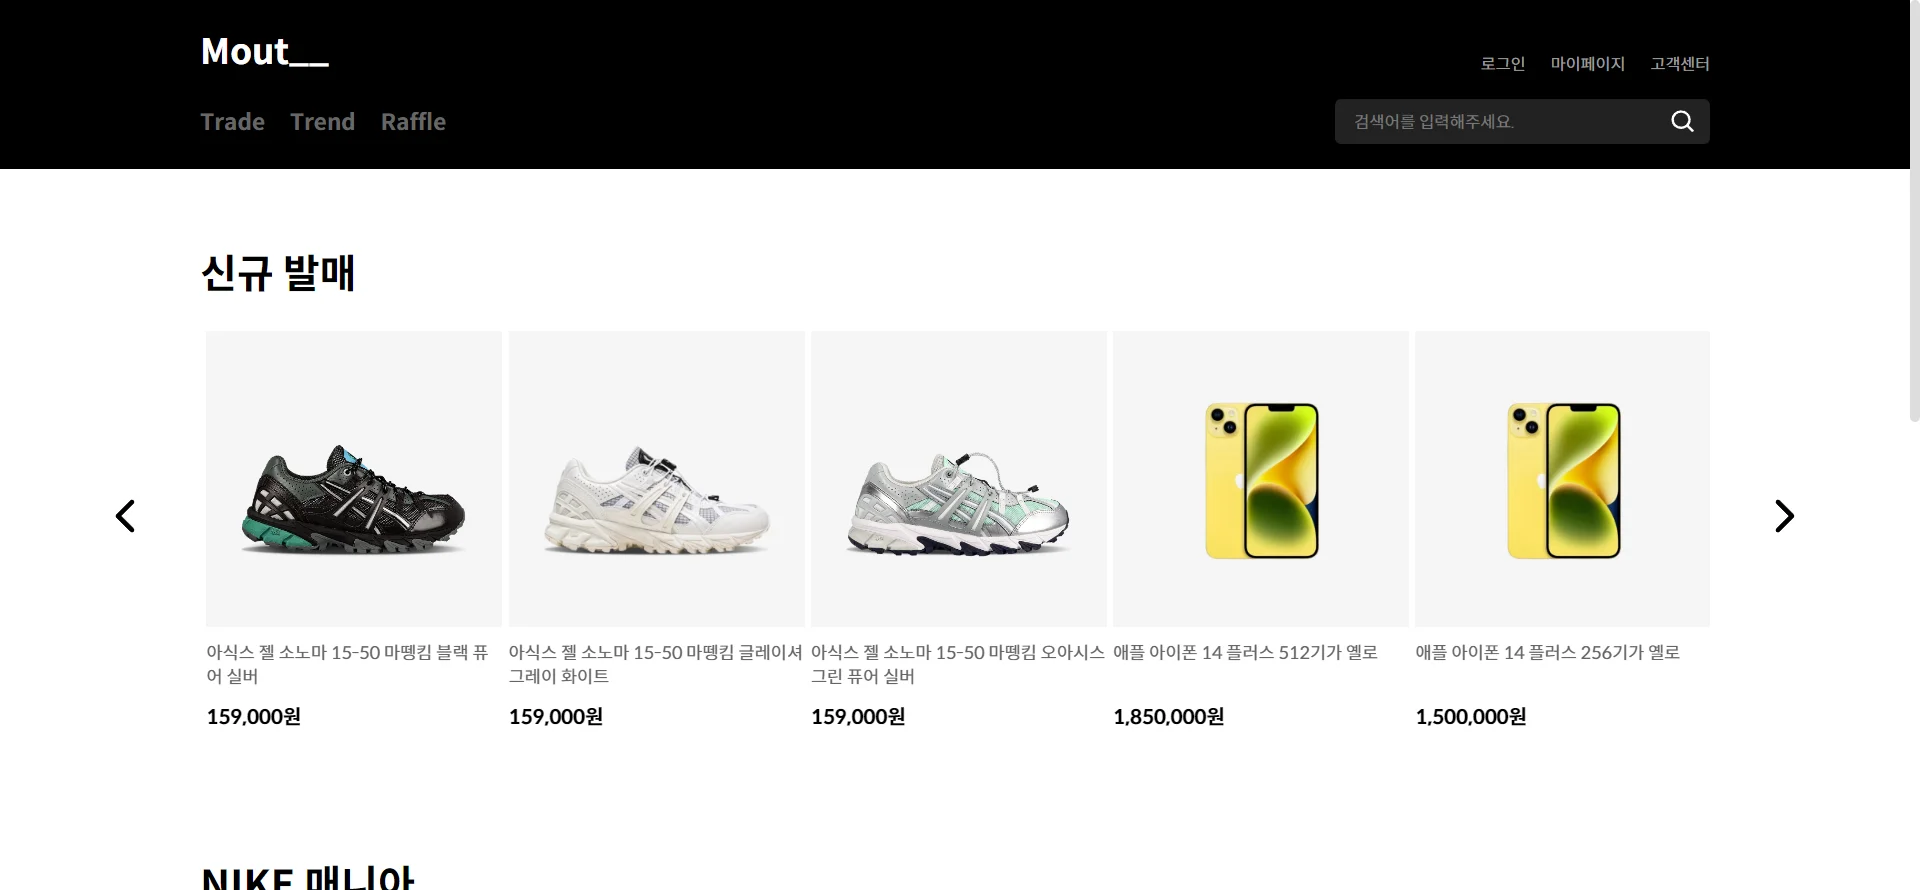 Mout__
로그인 마이페이지 고객센터
Trade Trend Raffle
검색어를 입력해주세요.
신규 발매
아식스 젤 소노마 15-50 마뗑킴 블랙 퓨
어 실버
159,000원
아식스 젤 소노마 15-50 마뗑킴 글레이셔
그레이 화이트
159,000원
아식스 젤 소노마 15-50 마뗑킴 오아시스
그린 퓨어 실버
159,000원
애플 아이폰 14 플러스 512기가 옐로
1,850,000원
애플 아이폰 14 플러스 256기가 옐로
1,500,000원
NIKE 매니아